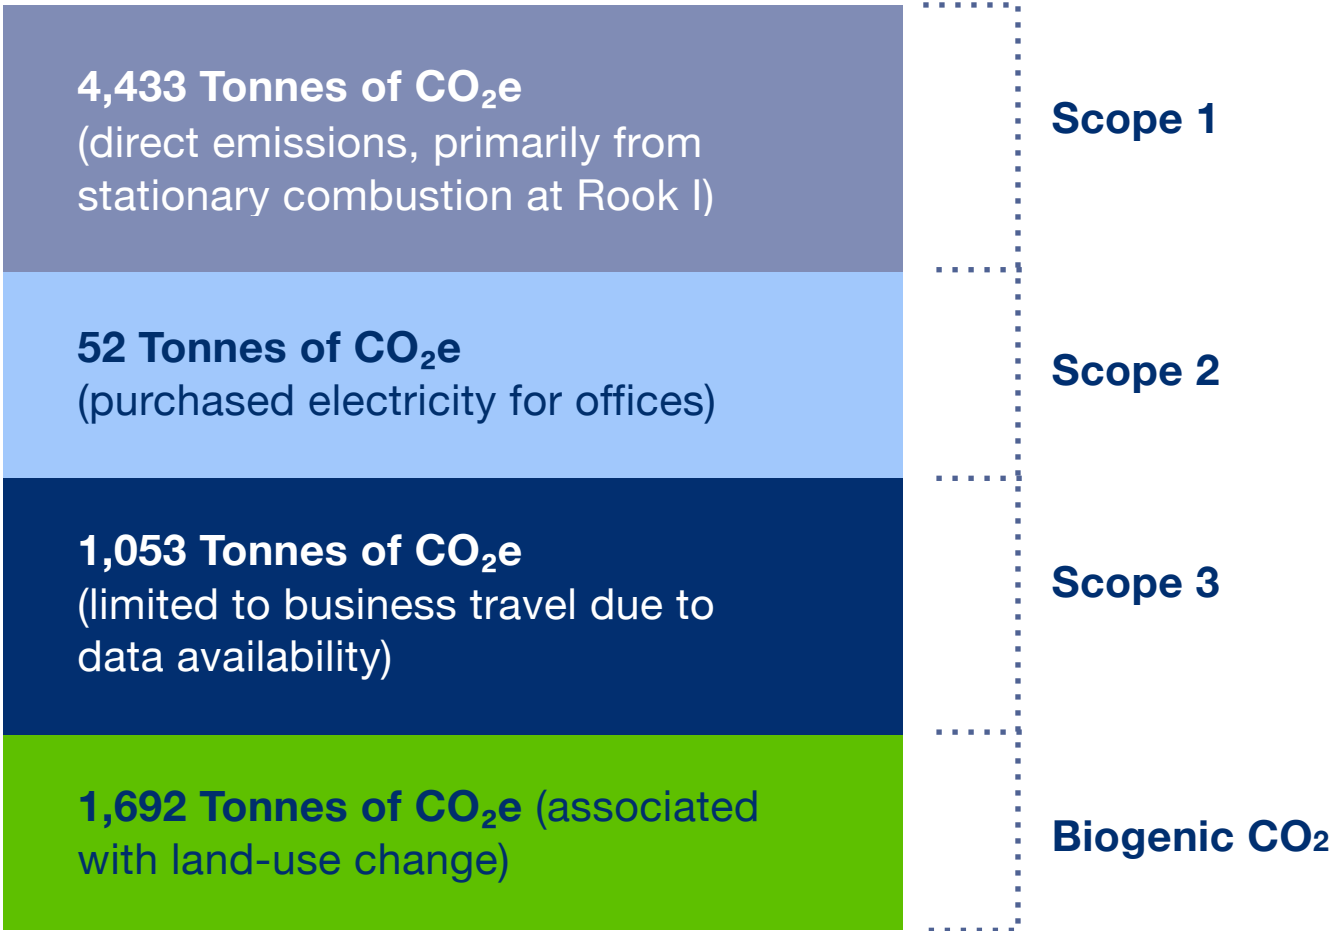 4,433 Tonnes of CO₂e
(direct emissions, primarily from
stationary combustion at Rook I)
Scope 1
52 Tonnes of CO₂e
(purchased electricity for offices)
Scope 2
1,053 Tonnes of CO₂e
(limited to business travel due to
data availability)
Scope 3
1,692 Tonnes of CO₂e (associated
with land-use change)
Biogenic CO₂